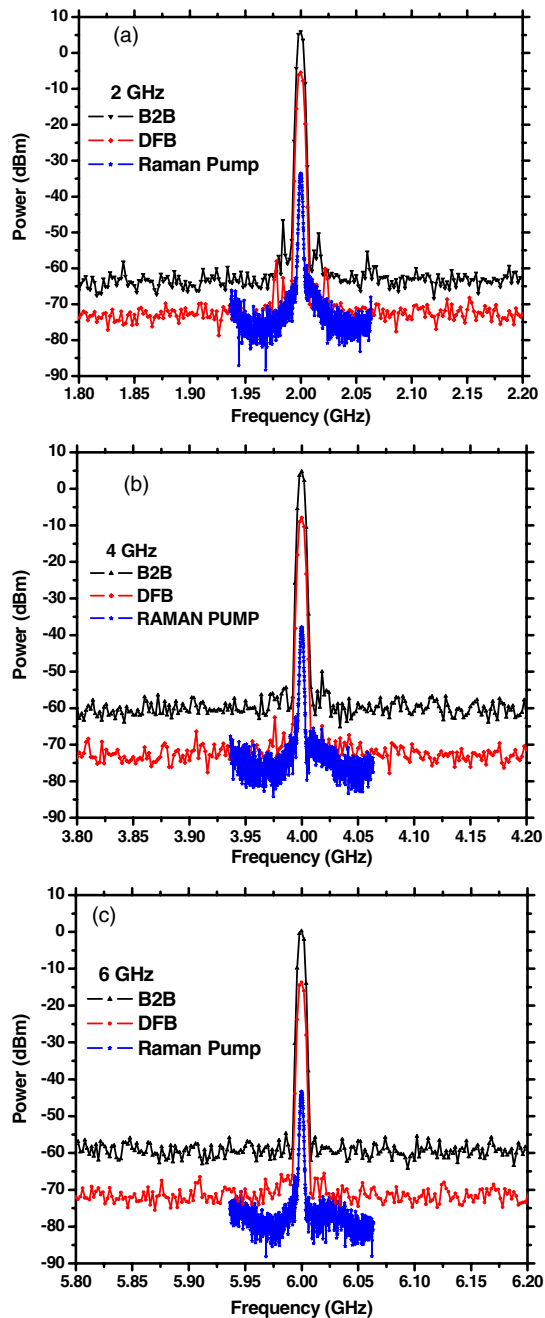 (a)
2 GHz
B2B
DFB
Raman Pump
Power (dBm)
10
0
-10
-20
-30
-40
-50
-60
-70
-80
-90
1.80 1.85 1.90 1.95 2.00 2.05 2.10 2.15 2.20
Frequency (GHz)
(b)
4 GHz
B2B
DFB
RAMAN PUMP
Power (dBm)
10
0
-10
-20
-30
-40
-50
-60
-70
-80
-90
3.80 3.85 3.90 3.95 4.00 4.05 4.10 4.15 4.20
Frequency (GHz)
(c)
6 GHz
B2B
DFB
Raman Pump
Power (dBm)
10
0
-10
-20
-30
-40
-50
-60
-70
-80
-90
5.80 5.85 5.90 5.95 6.00 6.05 6.10 6.15 6.20
Frequency (GHz)